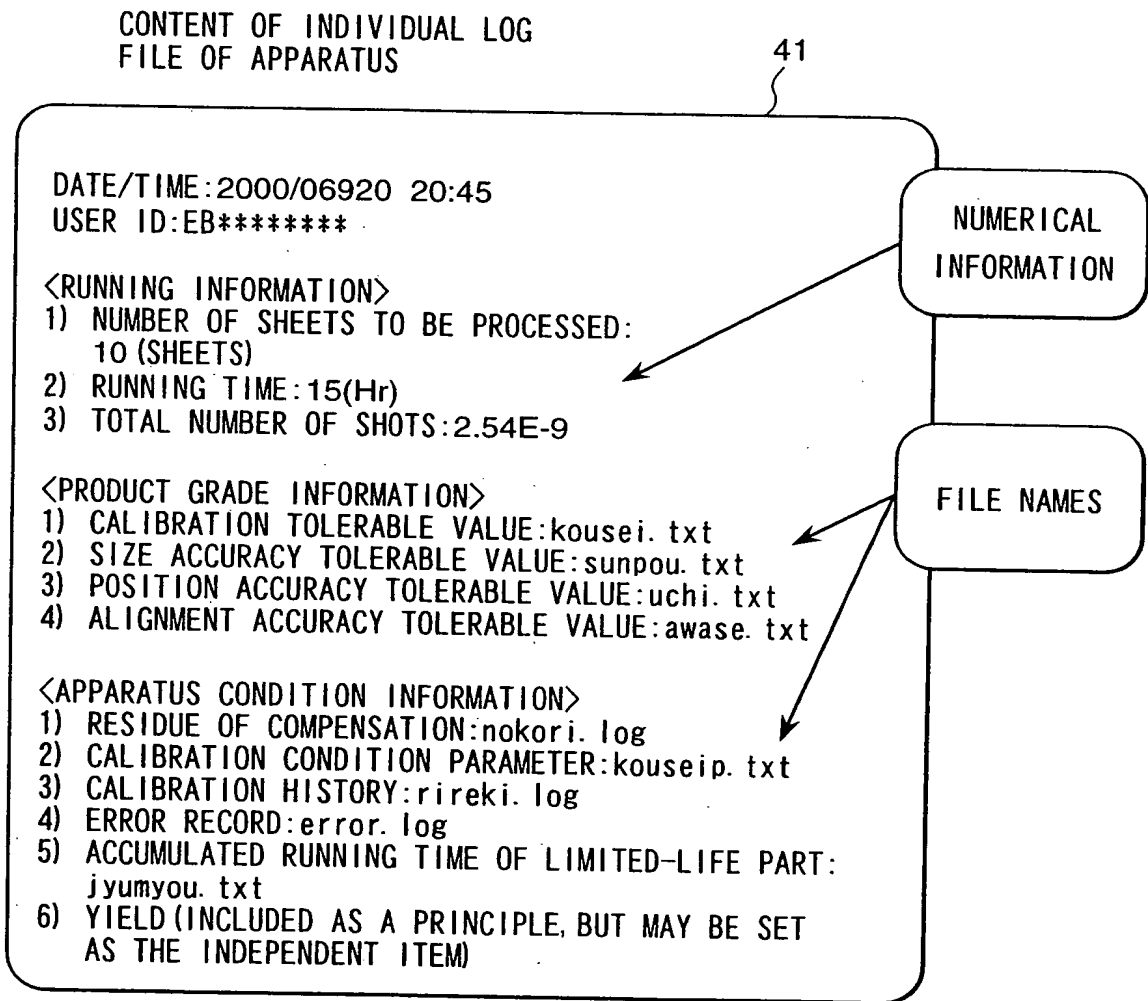 CONTENT OF INDIVIDUAL LOG
FILE OF APPARATUS
41
DATE/TIME:2000/06920 20:45
USER ID:EB********
<RUNNING INFORMATION>
1) NUMBER OF SHEETS TO BE PROCESSED:
10(SHEETS)
2) RUNNING TIME:15(Hr)
3) TOTAL NUMBER OF SHOTS:2.54E-9
<PRODUCT GRADE INFORMATION>
1) CALIBRATION TOLERABLE VALUE:kousei.txt
2) SIZE ACCURACY TOLERABLE VALUE:sunpou.txt
3) POSITION ACCURACY TOLERABLE VALUE:uchi.txt
4) ALIGNMENT ACCURACY TOLERABLE VALUE:awase.txt
<APPARATUS CONDITION INFORMATION>
1) RESIDUE OF COMPENSATION:nokori.log
2) CALIBRATION CONDITION PARAMETER:kouseip.txt
3) CALIBRATION HISTORY:rireki.log
4) ERROR RECORD:error.log
5) ACCUMULATED RUNNING TIME OF LIMITED-LIFE PART:
jyumyou.txt
6) YIELD(INCLUDED AS A PRINCIPLE, BUT MAY BE SET
AS THE INDEPENDENT ITEM)
NUMERICAL
INFORMATION
FILE NAMES